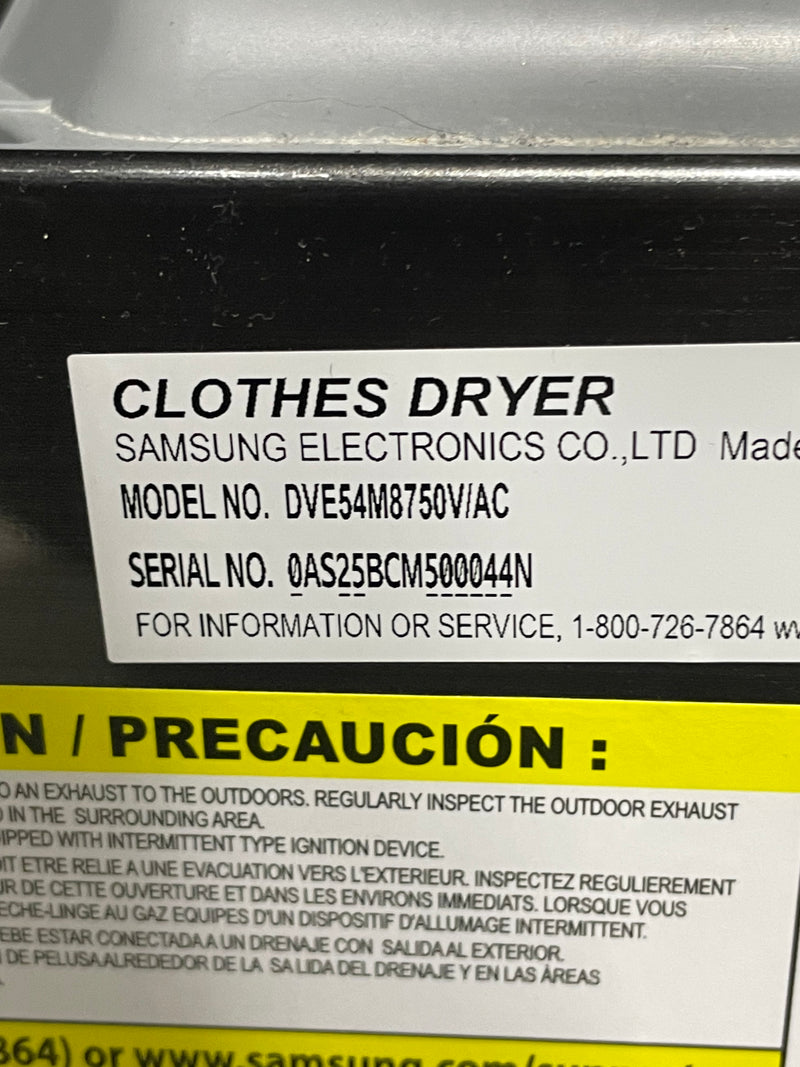 CLOTHES DRYER
SAMSUNG ELECTRONICS CO.,LTD Made
MODEL NO. DVE54M8750V/AC
SERIAL NO. 0AS25BCM500044N
FOR INFORMATION OR SERVICE, 1-800-726-7864
N / PRECAUCIÓN :
O AN EXHAUST TO THE OUTDOORS. REGULARLY INSPECT THE OUTDOOR EXHAUST
IN THE SURROUNDING AREA.
IPPED WITH INTERMITTENT TYPE IGNITION DEVICE.
IT ETRE RELIE A UNE EVACUATION VERS L'EXTERIEUR. INSPECTEZ REGULIEREMENT
UR DE CETTE OUVERTURE ET DANS LES ENVIRONS IMMEDIATS. LORSQUE VOUS
ECHE-LINGE AU GAZ EQUIPES D'UN DISPOSITIF D'ALLUMAGE INTERMITTENT.
EBE ESTAR CONECTADA A UN DRENAJE CON SALIDA AL EXTERIOR.
DE PELUSA ALREDEDOR DE LA SALIDA DEL DRENAJE Y EN LAS ÀREAS
864) or www.samsung.com/